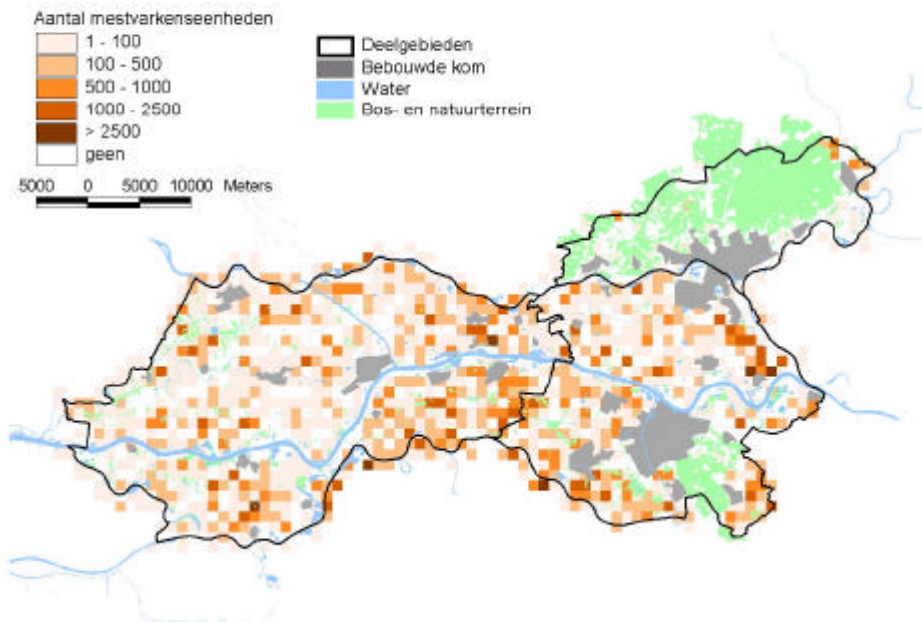 Aantal mestvarkenseenheden
1 - 100
100 - 500
500 - 1000
1000 - 2500
> 2500
geen
5000 0 5000 10000 Meters
Deelgebieden
Bebouwde kom
Water
Bos- en natuurterrein